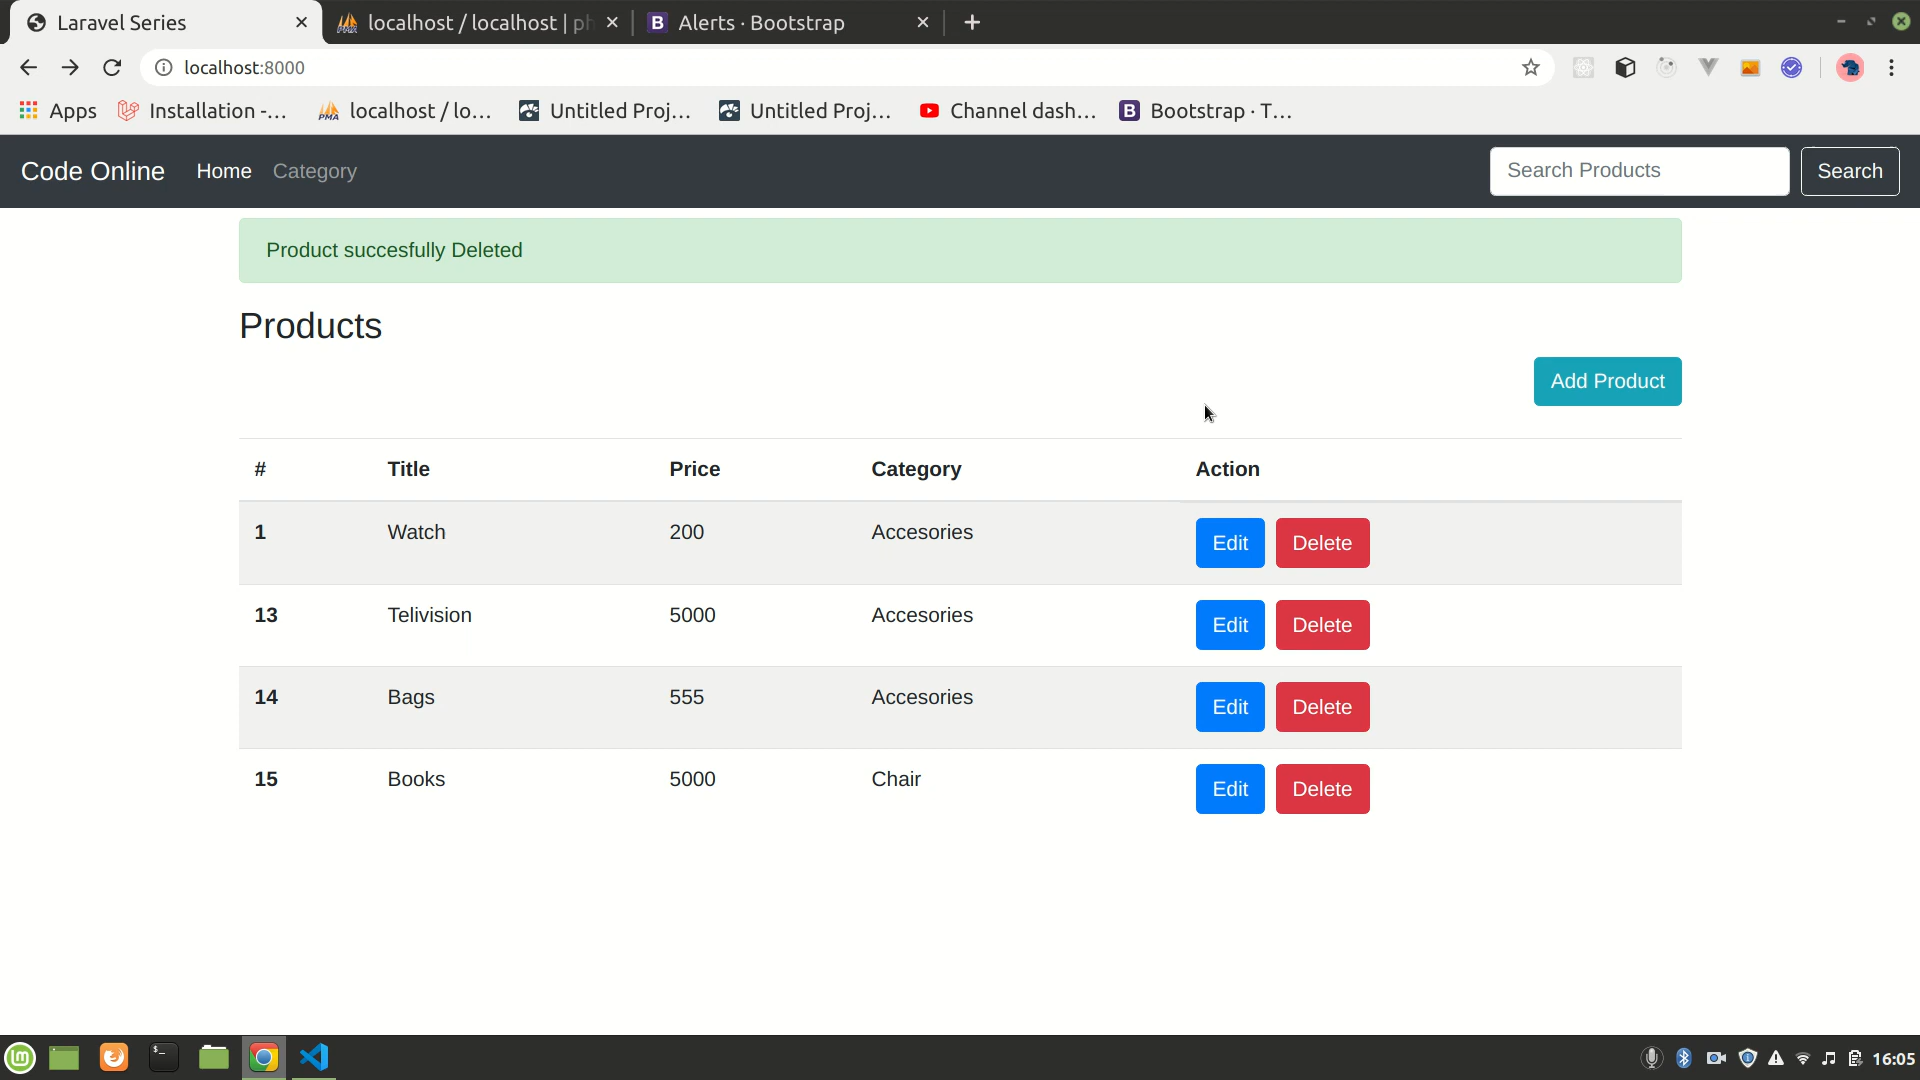 Laravel Series
localhost / localhost | ph
Alerts · Bootstrap
localhost:8000
Apps
Installation -...
localhost / lo...
Untitled Proj...
Untitled Proj...
Channel dash...
Bootstrap · T...
Code Online Home Category
Search Products Search
Product succesfully Deleted
Products
Add Product
# Title Price Category Action
1 Watch 200 Accesories Edit Delete
13 Telivision 5000 Accesories Edit Delete
14 Bags 555 Accesories Edit Delete
15 Books 5000 Chair Edit Delete
16:05